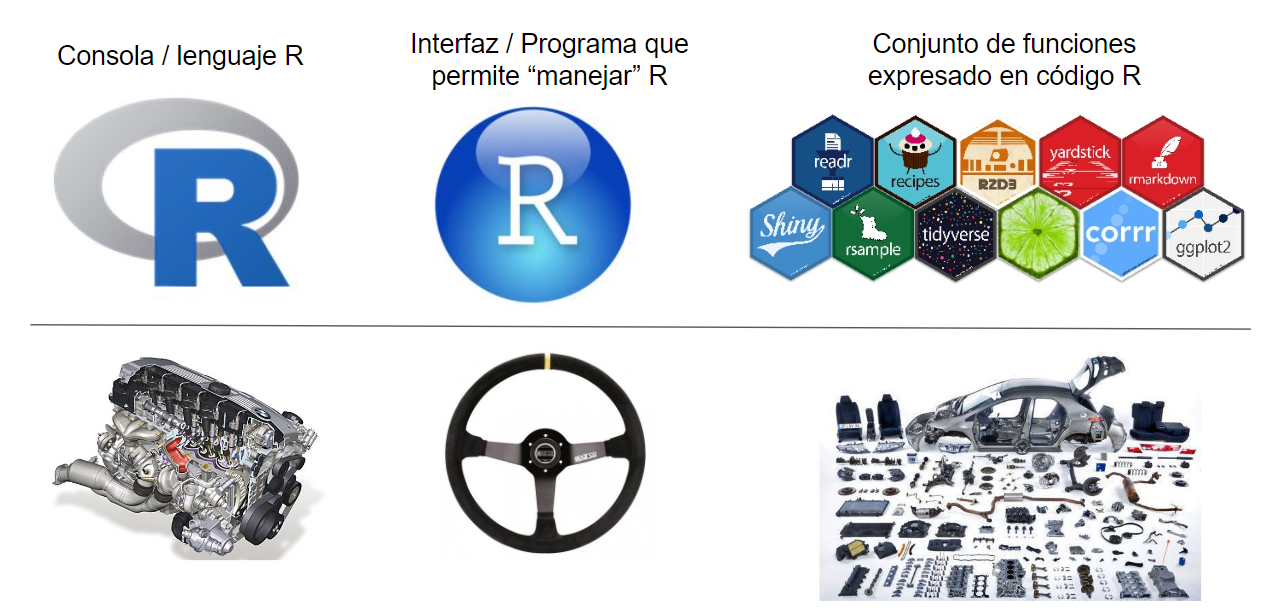 Consola / lenguaje R
Interfaz / Programa que
permite “manejar” R
Conjunto de funciones
expresado en código R
R
R
readr
recipes
R2D3
yardstick
rmarkdown
Shiny
rsample
tidyverse
corrr
ggplot2
sparco